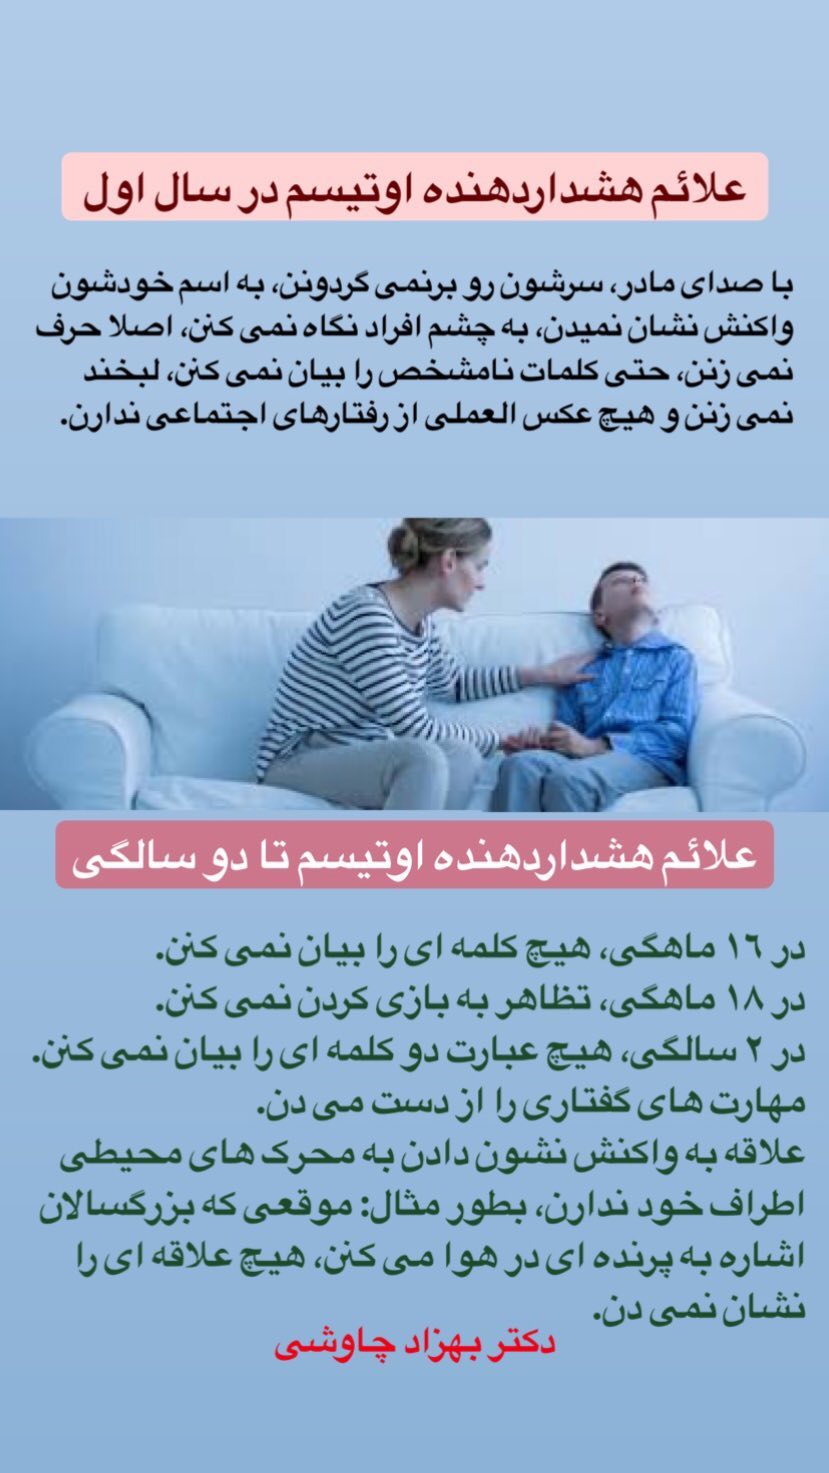 علائم هشداردهنده اوتیسم در سال اول
با صدای مادر، سرشون رو برنمی گردونن، به اسم خودشون
واکنش نشان نمیدن، به چشم افراد نگاه نمی کنن، اصلا حرف
نمی زنن، حتی کلمات نامشخص را بیان نمی کنن، لبخند
نمی زنن و هیچ عکس العملی از رفتارهای اجتماعی ندارن.
علائم هشداردهنده اوتیسم تا دو سالگی
در ١٦ ماهگی، هیچ کلمه ای را بیان نمی کنن.
در ١٨ ماهگی، تظاهر به بازی کردن نمی کنن.
در ٢ سالگی، هیچ عبارت دو کلمه ای را بیان نمی کنن.
مهارت های گفتاری را از دست می دن.
علاقه به واکنش نشون دادن به محرک های محیطی
اطراف خود ندارن، بطور مثال: موقعی که بزرگسالان
اشاره به پرنده ای در هوا می کنن، هیچ علاقه ای را
نشان نمی دن.
دکتر بهزاد چاوشی